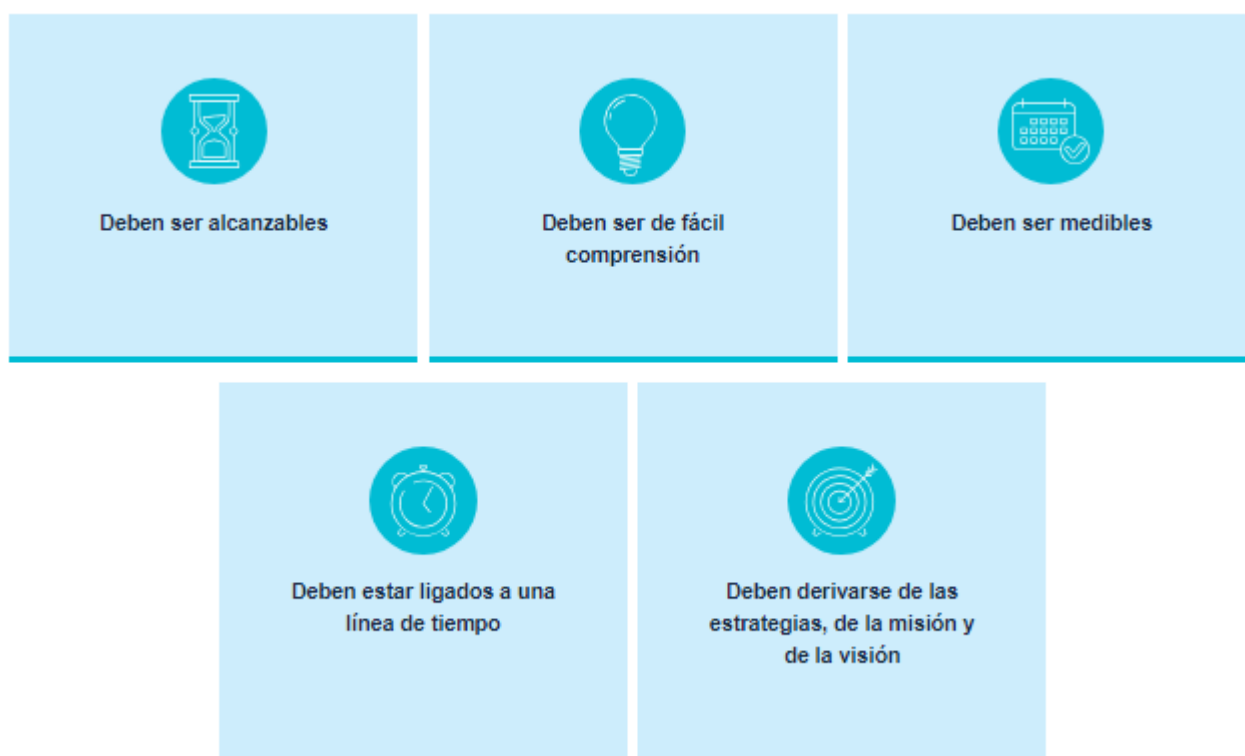 Deben ser alcanzables
Deben ser de fácil
comprensión
Deben ser medibles
Deben estar ligados a una
línea de tiempo
Deben derivarse de las
estrategias, de la misión y
de la visión